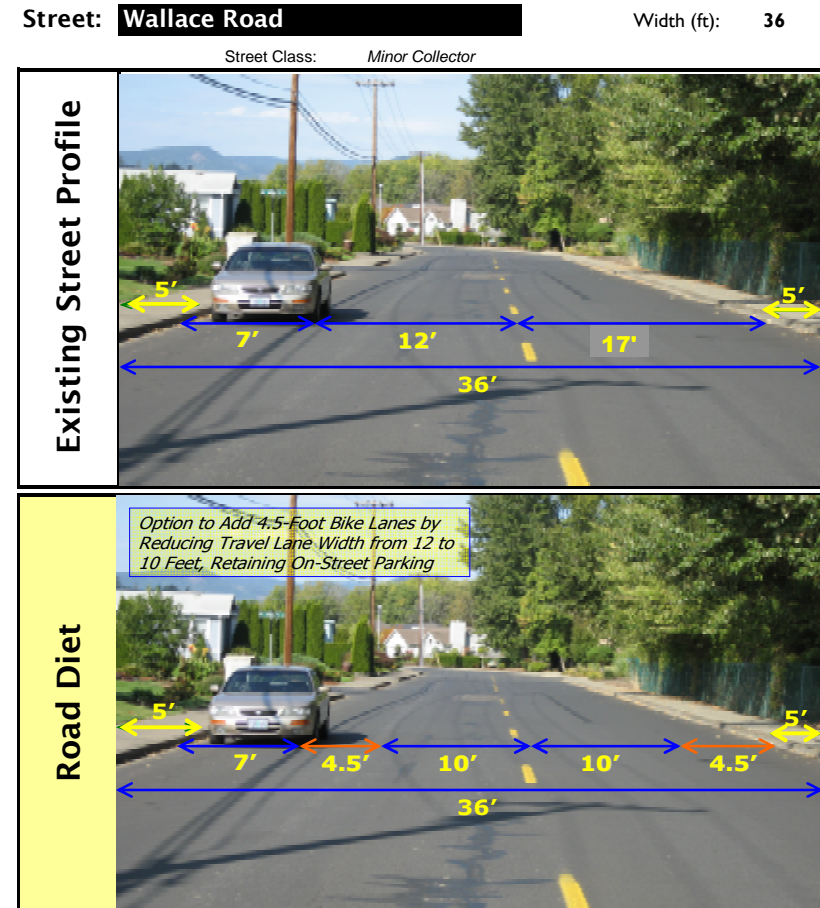 Street: Wallace Road Width (ft): 36
Street Class: Minor Collector
Existing Street Profile
5′ 5′
7′ 12′ 17'
36′
Road Diet
Option to Add 4.5-Foot Bike Lanes by
Reducing Travel Lane Width from 12 to
10 Feet, Retaining On-Street Parking
5′ 5′
7′ 4.5′ 10′ 10′ 4.5′
36′